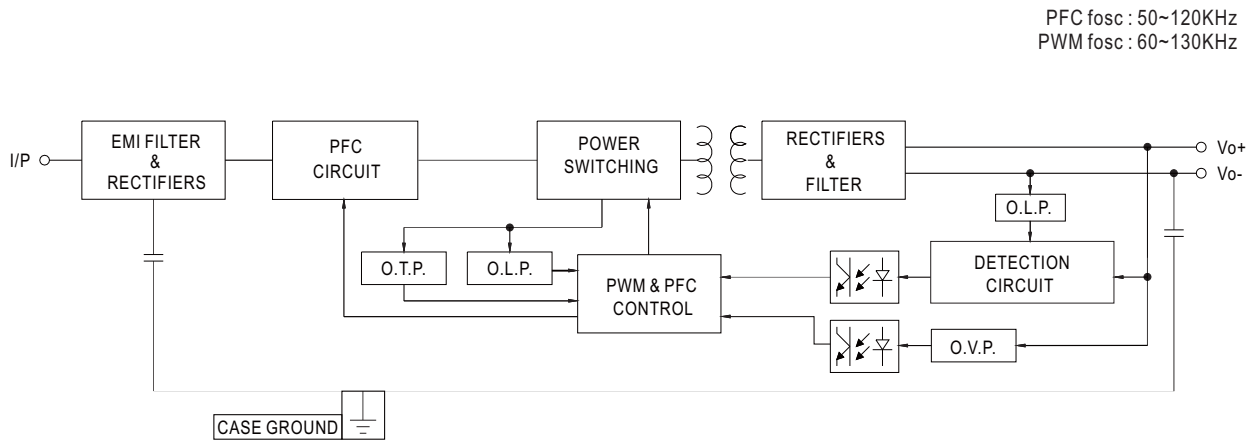 PFC fosc : 50~120KHz
PWM fosc : 60~130KHz
I/P
EMI FILTER
&
RECTIFIERS
PFC
CIRCUIT
POWER
SWITCHING
RECTIFIERS
&
FILTER
Vo+
Vo-
O.L.P.
O.T.P.
O.L.P.
PWM & PFC
CONTROL
DETECTION
CIRCUIT
O.V.P.
CASE GROUND